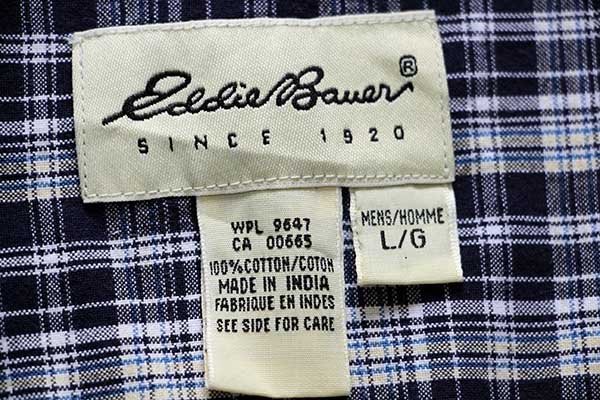 Eddie Bauer®
SINCE 1920
WPL 9647
CA 00665
100% COTTON/COTON
MADE IN INDIA
FABRIQUE EN INDES
SEE SIDE FOR CARE
MENS/HOMME
L/G